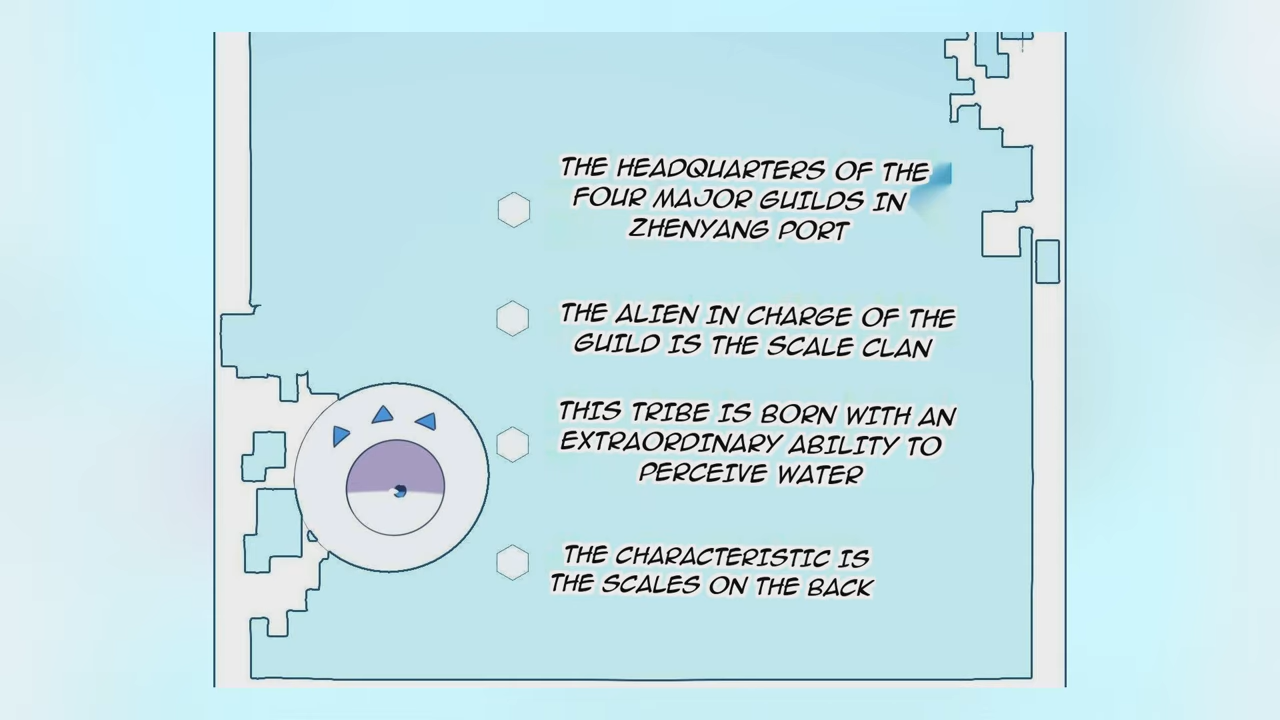 THE HEADQUARTERS OF THE
FOUR MAJOR GUILDS IN
ZHENYANG PORT
THE ALIEN IN CHARGE OF THE
GUILD IS THE SCALE CLAN
THIS TRIBE IS BORN WITH AN
EXTRAORDINARY ABILITY TO
PERCEIVE WATER
THE CHARACTERISTIC IS
THE SCALES ON THE BACK